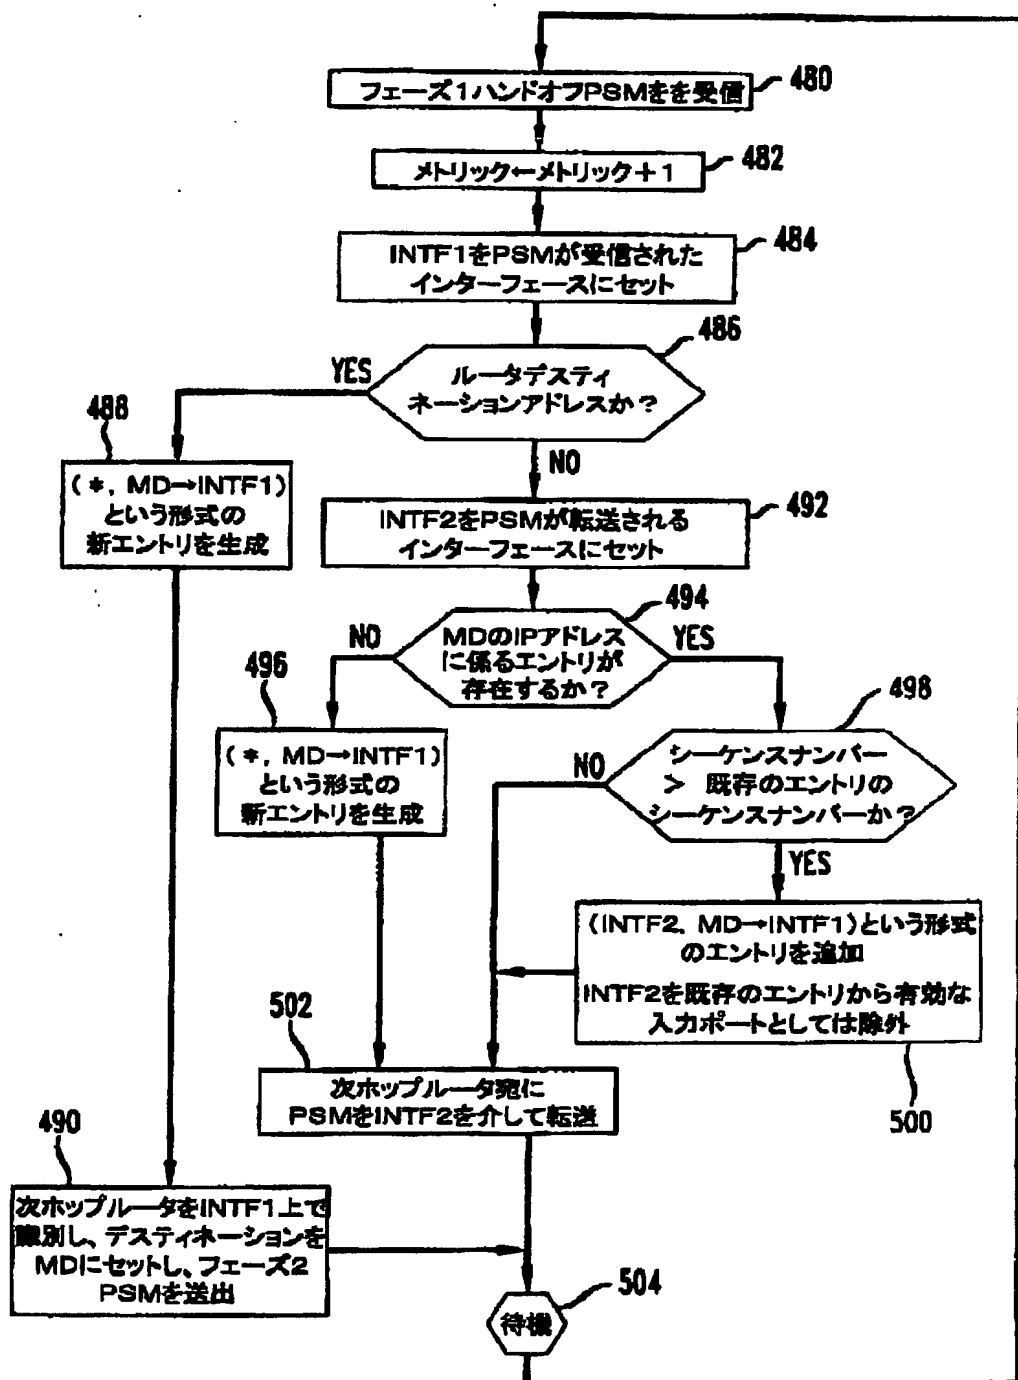 480
フェーズ1ハンドオフPSMをを受信
482
メトリック←メトリック+1
484
INTF1をPSMが受信された
インターフェースにセット
486
YES
ルータデスティ
ネーションアドレスか?
488
NO
(*, MD→INTF1)
という形式の
新エントリを生成
492
INTF2をPSMが転送される
インターフェースにセット
494
NO
MDのIPアドレス
に係るエントリが
存在するか?
YES
496
498
(*, MD→INTF1)
という形式の
新エントリを生成
NO
シーケンスナンバー
> 既存のエントリの
シーケンスナンバーか?
YES
(INTF2, MD→INTF1)という形式
のエントリを追加
INTF2を既存のエントリから有効な
入力ポートとしては除外
500
502
次ホップルータ宛に
PSMをINTF2を介して転送
490
次ホップルータをINTF1上で
識別し、デスティネーションを
MDにセットし、フェーズ2
PSMを送出
504
待機